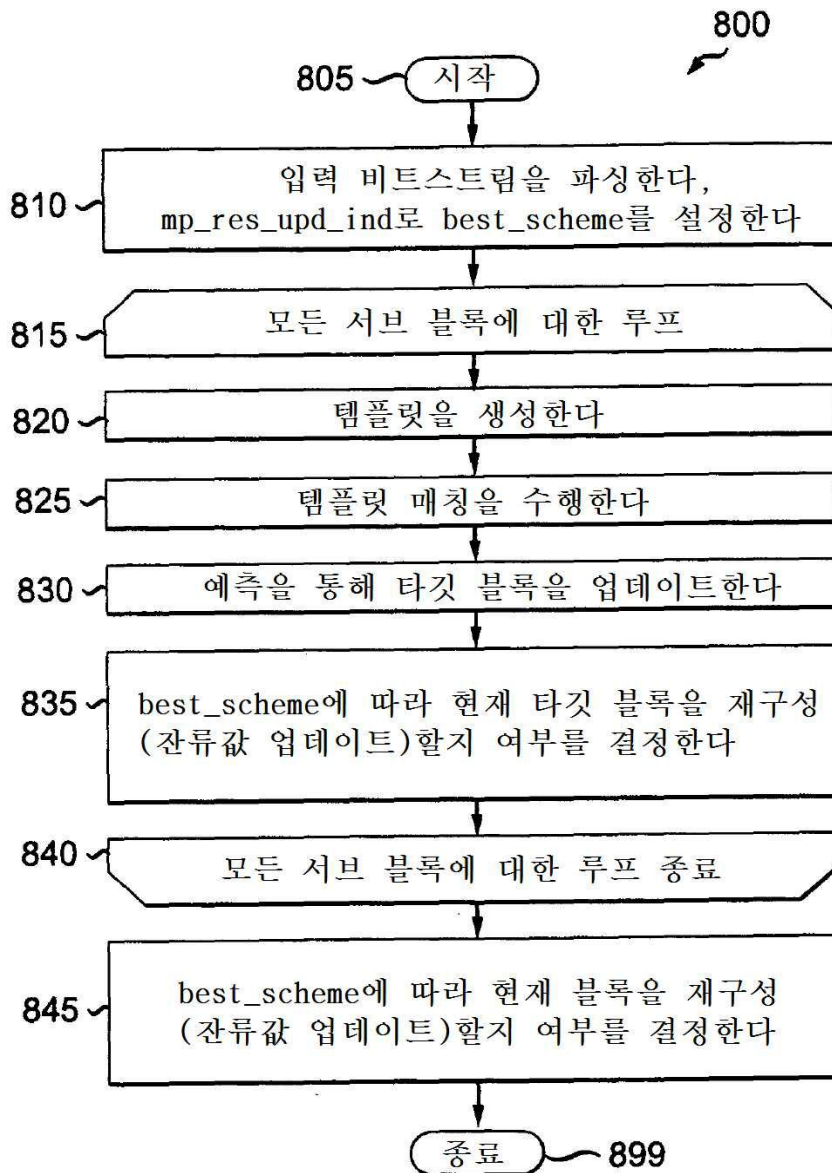 800
805
시작
810
입력 비트스트림을 파싱한다,
mp_res_upd_ind로 best_scheme를 설정한다
815
모든 서브 블록에 대한 루프
820
템플릿을 생성한다
825
템플릿 매칭을 수행한다
830
예측을 통해 타깃 블록을 업데이트한다
835
best_scheme에 따라 현재 타깃 블록을 재구성
(잔류값 업데이트)할지 여부를 결정한다
840
모든 서브 블록에 대한 루프 종료
845
best_scheme에 따라 현재 블록을 재구성
(잔류값 업데이트)할지 여부를 결정한다
종료
899